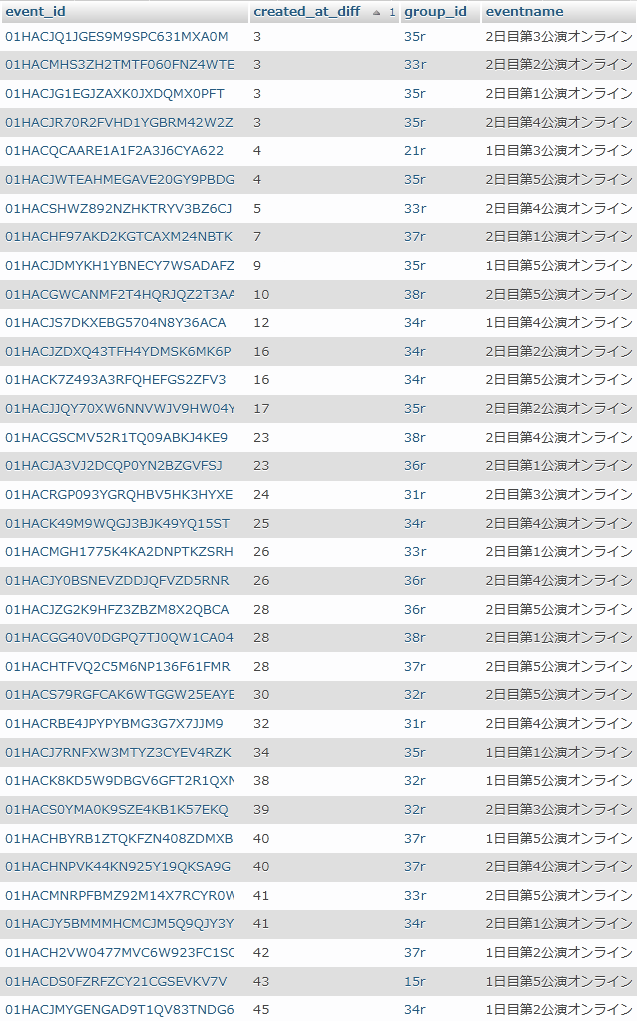 event_id created_at_diff 1 group_id eventname
01HACJQ1JGES9M9SPC631MXA0M 3 35r 2日目第3公演オンライン
01HACMHS3ZH2TMTF060FNZ4WTE 3 33r 2日目第2公演オンライン
01HACJG1EGJZAXK0JXDQMX0PFT 3 35r 2日目第1公演オンライン
01HACJR70R2FVHD1YGBRM42W2Z 3 35r 2日目第4公演オンライン
01HACQCAARE1A1F2A3J6CYA622 4 21r 1日目第3公演オンライン
01HACJWTEAHMEGAVE20GY9PBDG 4 35r 2日目第5公演オンライン
01HACSHWZ892NZHKTRYV3BZ6CJ 5 33r 2日目第4公演オンライン
01HACHF97AKD2KGTCAXM24NBTK 7 37r 2日目第1公演オンライン
01HACJDMYKH1YBNECY7WSADAFZ 9 35r 1日目第5公演オンライン
01HACGWCANMF2T4HQRJQZ2T3AA 10 38r 2日目第5公演オンライン
01HACJS7DKXEBG5704N8Y36ACA 12 34r 1日目第4公演オンライン
01HACJZDXQ43TFH4YDMSK6MK6P 16 34r 2日目第2公演オンライン
01HACK7Z493A3RFQHEFGS2ZFV3 16 34r 2日目第5公演オンライン
01HACJJQY70XW6NNVWJV9HW04Y 17 35r 2日目第2公演オンライン
01HACGSCMV52R1TQ09ABKJ4KE9 23 38r 2日目第4公演オンライン
01HACJA3VJ2DCQP0YN2BZGVFSJ 23 36r 2日目第1公演オンライン
01HACRGP093YGRQHBV5HK3HYXE 24 31r 2日目第3公演オンライン
01HACK49M9WQGJ3BJK49YQ15ST 25 34r 2日目第4公演オンライン
01HACMGH1775K4KA2DNPTKZSRH 26 33r 2日目第1公演オンライン
01HACJY0BSNEVZDDJQFVZD5RNR 26 36r 2日目第4公演オンライン
01HACJZG2K9HFZ3ZBZM8X2QBCA 28 36r 2日目第5公演オンライン
01HACGG40V0DGPQ7TJ0QW1CA04 28 38r 2日目第1公演オンライン
01HACHTFVQ2C5M6NP136F61FMR 28 37r 2日目第5公演オンライン
01HACS79RGFCAK6WTGGW25EAYE 30 32r 2日目第5公演オンライン
01HACRBE4JPYPYBMG3G7X7JJM9 32 31r 2日目第4公演オンライン
01HACJ7RNFXW3MTYZ3CYEV4RZK 34 35r 1日目第1公演オンライン
01HACK8KD5W9DBGV6GFT2R1QXN 38 32r 1日目第5公演オンライン
01HACS0YMA0K9SZE4KB1K57EKQ 39 32r 2日目第3公演オンライン
01HACHBYRB1ZTQKFZN408ZDMXB 40 37r 1日目第5公演オンライン
01HACHNPVK44KN925Y19QKSA9G 40 37r 2日目第4公演オンライン
01HACMNRPFBMZ92M14X7RCYR0W 41 33r 2日目第5公演オンライン
01HACJY5BMMMHCMCJM5Q9QJY3Y 41 34r 2日目第1公演オンライン
01HACH2VW0477MVC6W923FC1SC 42 37r 1日目第2公演オンライン
01HACDS0FZRFZCY21CGSEVKV7V 43 15r 1日目第5公演オンライン
01HACJMYGENGAD9T1QV83TNDG6 45 34r 1日目第2公演オンライン